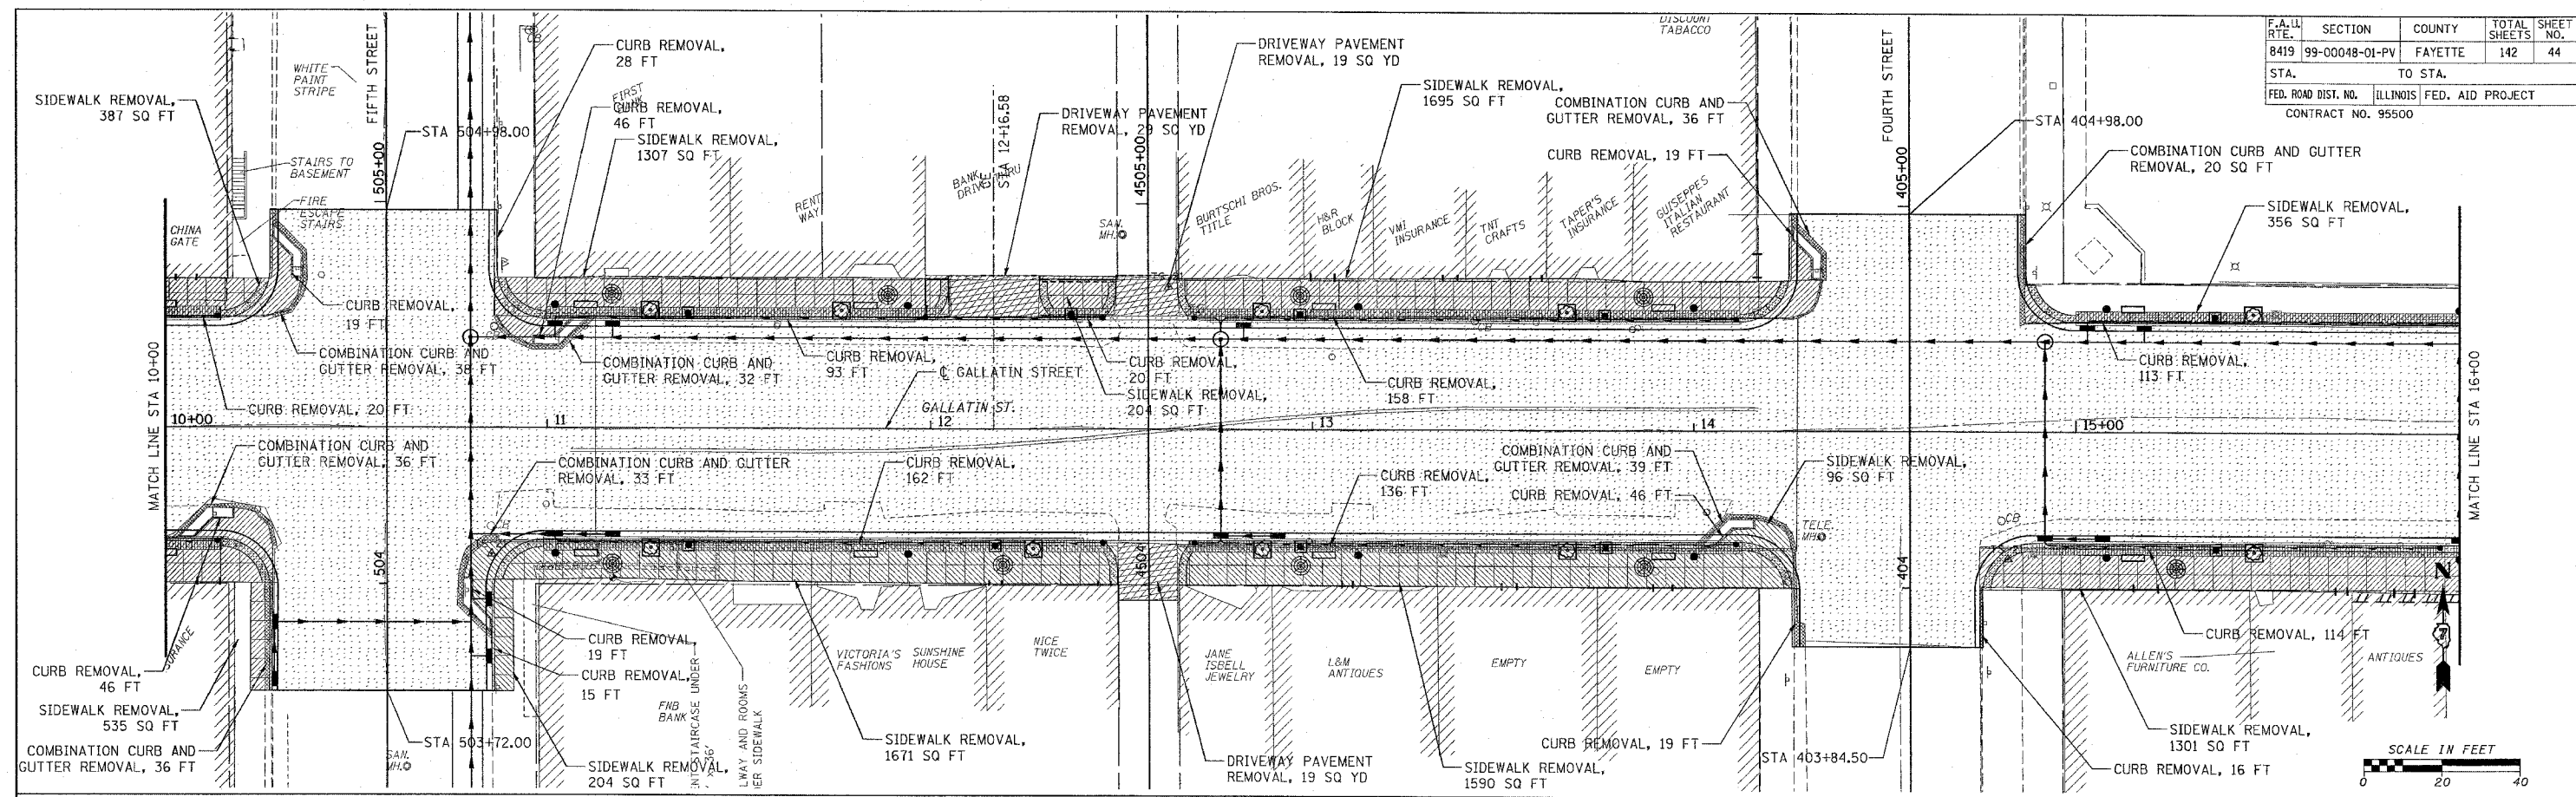 F.A.U. RTE.
SECTION
COUNTY
TOTAL SHEETS
SHEET NO.
8419
99-00048-01-PV
FAYETTE
142
44
STA.
TO STA.
FED. ROAD DIST. NO.
ILLINOIS
FED. AID PROJECT
CONTRACT NO. 95500
DISCOUNT
TABACCO
SIDEWALK REMOVAL,
387 SQ FT
WHITE
PAINT
STRIPE
FIFTH STREET
STAIRS TO
BASEMENT
FIRE
ESCAPE
STAIRS
CHINA
GATE
505+00
STA 504+98.00
CB
CURB REMOVAL,
28 FT
FIRST
BANK
CURB REMOVAL,
46 FT
SIDEWALK REMOVAL,
1307 SQ FT
RENT
WAY
BANK
DRIVE THRU
STA 12+16.58
DRIVEWAY PAVEMENT
REMOVAL, 29 SQ YD
DRIVEWAY PAVEMENT
REMOVAL, 19 SQ YD
4505+00
SAN.
MH.
BURTSCHI BROS.
TITLE
H&R
BLOCK
VMI
INSURANCE
TNT
CRAFTS
TAPER'S
INSURANCE
GUISEPPES
ITALIAN
RESTAURANT
SIDEWALK REMOVAL,
1695 SQ FT
COMBINATION CURB AND
GUTTER REMOVAL, 36 FT
CURB REMOVAL, 19 FT
FOURTH STREET
405+00
STA 404+98.00
COMBINATION CURB AND GUTTER
REMOVAL, 20 SQ FT
SIDEWALK REMOVAL,
356 SQ FT
CURB REMOVAL,
19 FT
COMBINATION CURB AND
GUTTER REMOVAL, 38 FT
CURB REMOVAL, 20 FT
COMBINATION CURB AND
GUTTER REMOVAL, 32 FT
CURB REMOVAL,
93 FT
℄ GALLATIN STREET
GALLATIN ST.
CURB REMOVAL,
20 FT
SIDEWALK REMOVAL,
204 SQ FT
CB
CURB REMOVAL,
158 FT
CURB REMOVAL,
113 FT
MATCH LINE STA 10+00
10+00
11
12
13
14
15+00
MATCH LINE STA 16+00
COMBINATION CURB AND
GUTTER REMOVAL, 36 FT
COMBINATION CURB AND GUTTER
REMOVAL, 33 FT
CURB REMOVAL,
162 FT
CURB REMOVAL,
136 FT
COMBINATION CURB AND
GUTTER REMOVAL, 39 FT
CURB REMOVAL, 46 FT
SIDEWALK REMOVAL,
96 SQ FT
TELE.
MH.
CB
CB
504
4504
404
N
CURB REMOVAL,
46 FT
SIDEWALK REMOVAL,
535 SQ FT
COMBINATION CURB AND
GUTTER REMOVAL, 36 FT
SAN.
MH.
STA 503+72.00
CURB REMOVAL,
19 FT
CURB REMOVAL,
15 FT
FNB
BANK
SIDEWALK REMOVAL,
204 SQ FT
STAIRCASE UNDER
AND ROOMS
SIDEWALK
VICTORIA'S
FASHIONS
SUNSHINE
HOUSE
NICE
TWICE
SIDEWALK REMOVAL,
1671 SQ FT
JANE
ISBELL
JEWELRY
L&M
ANTIQUES
EMPTY
EMPTY
DRIVEWAY PAVEMENT
REMOVAL, 19 SQ YD
SIDEWALK REMOVAL,
1590 SQ FT
CURB REMOVAL, 19 FT
STA 403+84.50
CURB REMOVAL, 114 FT
ALLEN'S
FURNITURE CO.
ANTIQUES
SIDEWALK REMOVAL,
1301 SQ FT
CURB REMOVAL, 16 FT
SCALE IN FEET
0 20 40